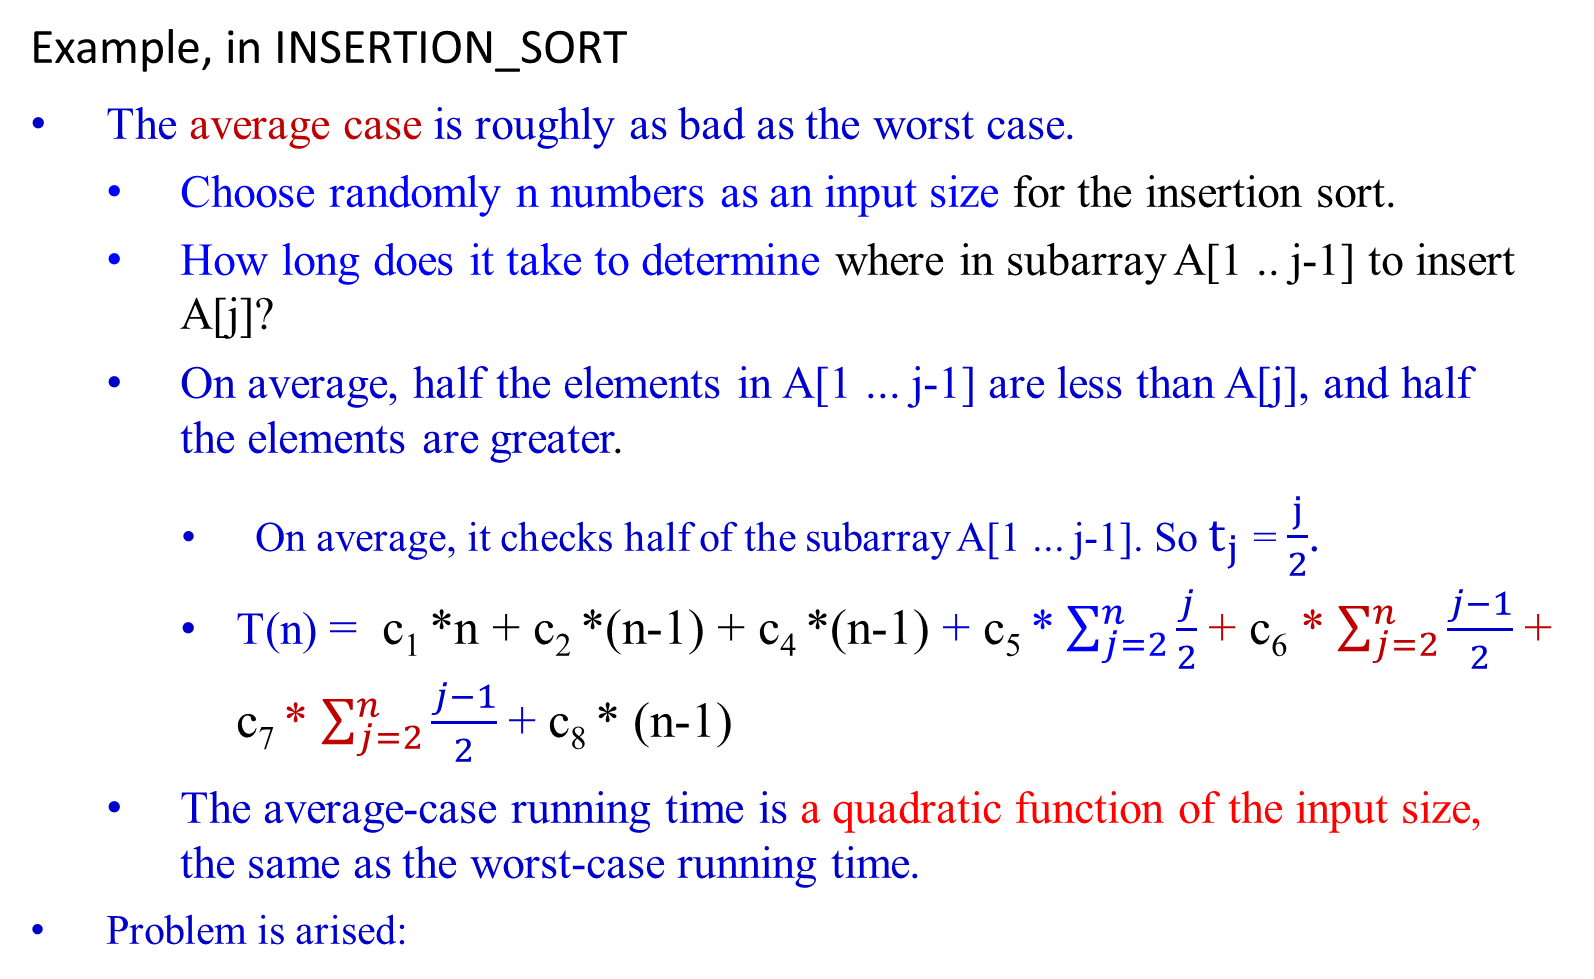 Example, in INSERTION_SORT
• The average case is roughly as bad as the worst case.
• Choose randomly n numbers as an input size for the insertion sort.
• How long does it take to determine where in subarray A[1 .. j-1] to insert
A[j]?
• On average, half the elements in A[1 ... j-1] are less than A[j], and half
the elements are greater.
• On average, it checks half of the subarray A[1 ... j-1]. So t_j = j/2.
• T(n) = c₁ *n + c₂ *(n-1) + c₄ *(n-1) + c₅ * ∑_{j=2}^{n} j/2 + c₆ * ∑_{j=2}^{n} (j−1)/2 +
c₇ * ∑_{j=2}^{n} (j−1)/2 + c₈ * (n-1)
• The average-case running time is a quadratic function of the input size,
the same as the worst-case running time.
• Problem is arised: